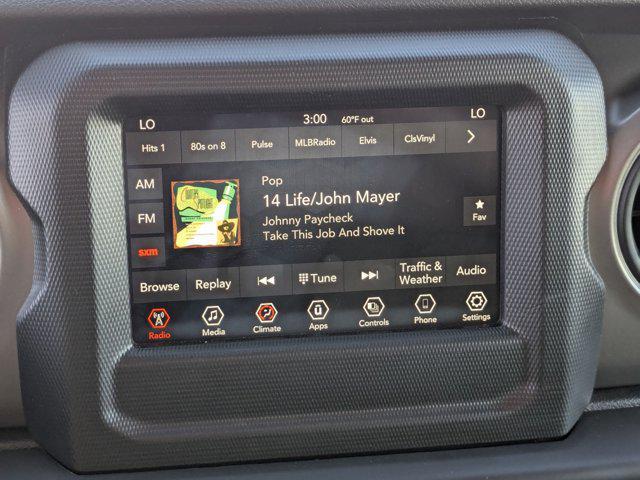 LO 3:00 60°F out LO
Hits 1 80s on 8 Pulse MLBRadio Elvis ClsVinyl
AM
Pop
14 Life/John Mayer
FM
Johnny Paycheck
Fav
Take This Job And Shove It
sxm
Browse Replay Tune Traffic & Weather Audio
Radio Media Climate Apps Controls Phone Settings